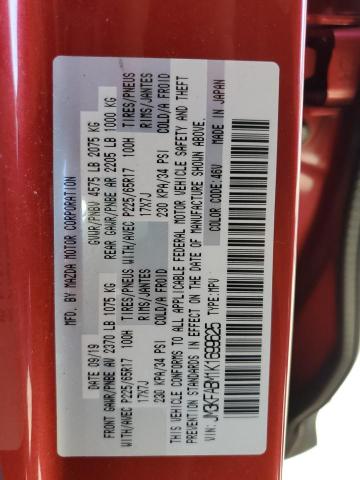 MFD. BY MAZDA MOTOR CORPORATION
DATE 09/19 GVWR/PNBV 4575 LB 2075 KG
FRONT GAWR/PNBE AV 2370 LB 1075 KG REAR GAWR/PNBE AR 2205 LB 1000 KG
WITH/AVEC P225/65R17 100H TIRES/PNEUS WITH/AVEC P225/65R17 100H TIRES/PNEUS
17X7J RIMS/JANTES 17X7J RIMS/JANTES
230 KPA/34 PSI COLD/A FROID 230 KPA/34 PSI COLD/A FROID
THIS VEHICLE CONFORMS TO ALL APPLICABLE FEDERAL MOTOR VEHICLE SAFETY AND THEFT
PREVENTION STANDARDS IN EFFECT ON THE DATE OF MANUFACTURE SHOWN ABOVE.
TYPE:MPV COLOR: 46V MADE IN JAPAN
VIN:JM3KFABM1K1699625